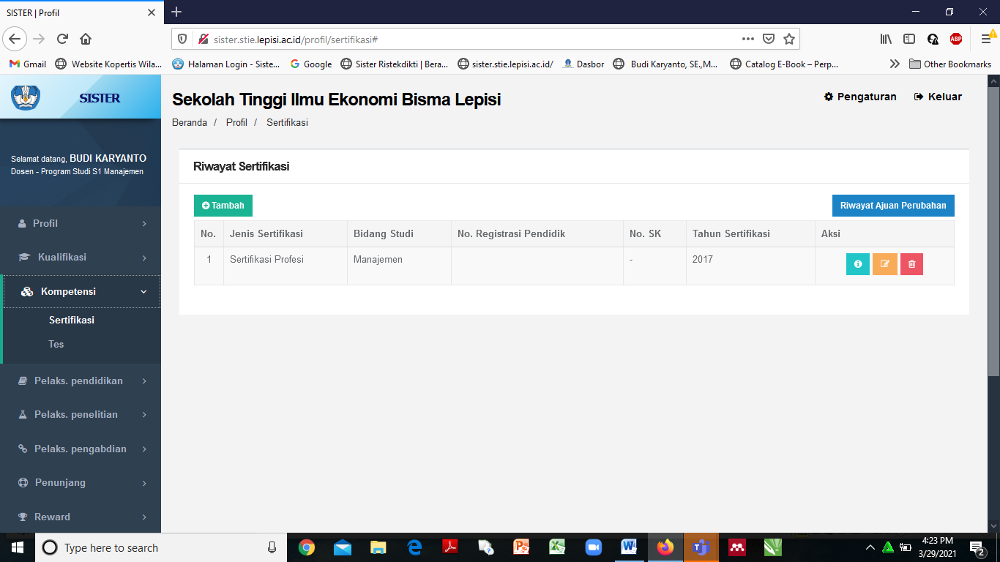 SISTER | Profil
sister.stie.lepisi.ac.id/profil/sertifikasi#
Gmail Website Kopertis Wila... Halaman Login - Siste... Google Sister Ristekdikti | Bera... sister.stie.lepisi.ac.id/ Dasbor Budi Karyanto, SE.,M... Catalog E-Book – Perp... Other Bookmarks
ABP
SISTER
Sekolah Tinggi Ilmu Ekonomi Bisma Lepisi
Pengaturan Keluar
Beranda / Profil / Sertifikasi
Selamat datang, BUDI KARYANTO
Dosen - Program Studi S1 Manajemen
Profil
Kualifikasi
Kompetensi
Sertifikasi
Tes
Pelaks. pendidikan
Pelaks. penelitian
Pelaks. pengabdian
Penunjang
Reward
Riwayat Sertifikasi
Tambah Riwayat Ajuan Perubahan
No. Jenis Sertifikasi Bidang Studi No. Registrasi Pendidik No. SK Tahun Sertifikasi Aksi
1 Sertifikasi Profesi Manajemen - 2017
Type here to search
4:23 PM
3/29/2021
2